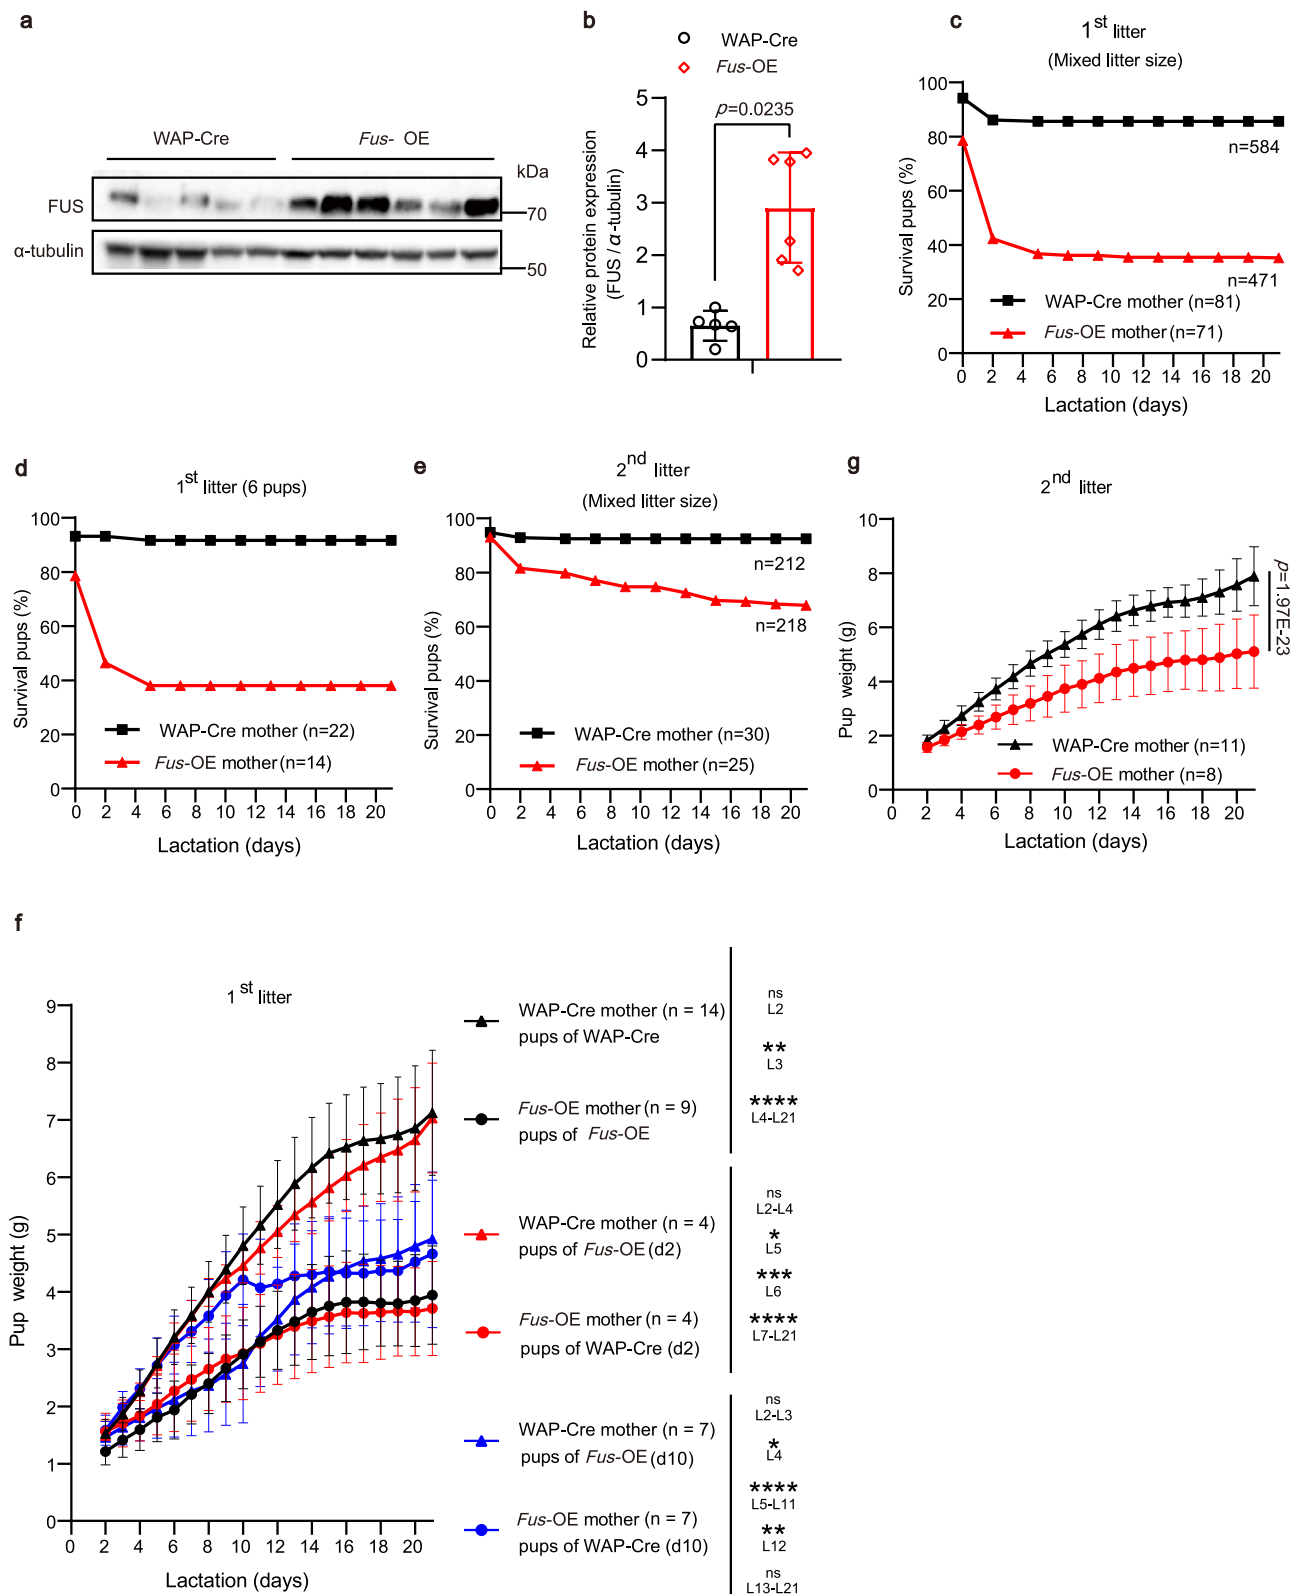 a
WAP-Cre
Fus- OE
kDa
FUS
70
α-tubulin
50
b
WAP-Cre
Fus-OE
p=0.0235
Relative protein expression
(FUS / α-tubulin)
5
4
3
2
1
0
c
1st litter
(Mixed litter size)
Survival pups (%)
100
80
60
40
20
0
n=584
n=471
WAP-Cre mother (n=81)
Fus-OE mother (n=71)
0 2 4 6 8 10 12 14 16 18 20
Lactation (days)
d
1st litter (6 pups)
Survival pups (%)
100
80
60
40
20
0
WAP-Cre mother (n=22)
Fus-OE mother (n=14)
0 2 4 6 8 10 12 14 16 18 20
Lactation (days)
e
2nd litter
(Mixed litter size)
Survival pups (%)
100
80
60
40
20
0
n=212
n=218
WAP-Cre mother (n=30)
Fus-OE mother (n=25)
0 2 4 6 8 10 12 14 16 18 20
Lactation (days)
g
2nd litter
Pup weight (g)
10
8
6
4
2
0
p=1.97E-23
WAP-Cre mother (n=11)
Fus-OE mother (n=8)
0 2 4 6 8 10 12 14 16 18 20
Lactation (days)
f
1st litter
Pup weight (g)
9
8
7
6
5
4
3
2
1
0
0 2 4 6 8 10 12 14 16 18 20
Lactation (days)
WAP-Cre mother (n = 14)
pups of WAP-Cre
Fus-OE mother (n = 9)
pups of Fus-OE
ns
L2
**
L3
****
L4-L21
WAP-Cre mother (n = 4)
pups of Fus-OE (d2)
Fus-OE mother (n = 4)
pups of WAP-Cre (d2)
ns
L2-L4
*
L5
***
L6
****
L7-L21
WAP-Cre mother (n = 7)
pups of Fus-OE (d10)
Fus-OE mother (n = 7)
pups of WAP-Cre (d10)
ns
L2-L3
*
L4
****
L5-L11
**
L12
ns
L13-L21